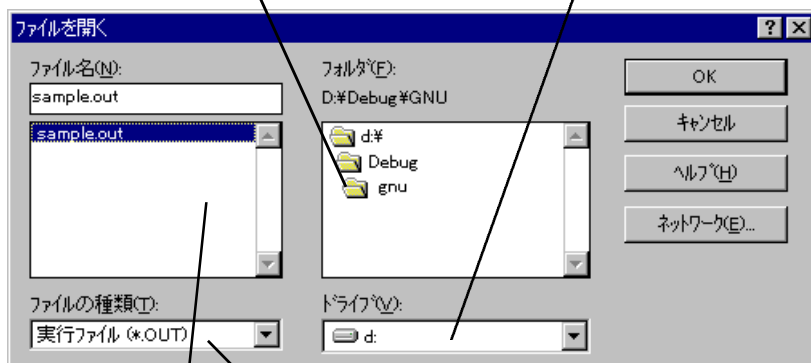 ファイルを開く
ファイル名(N):
sample.out
sample.out
ファイルの種類(T):
実行ファイル (*.OUT)
フォルダ(F):
D:¥Debug¥GNU
d:¥
Debug
gnu
ドライブ(V):
d:
OK
キャンセル
ヘルプ(H)
ネットワーク(E)...